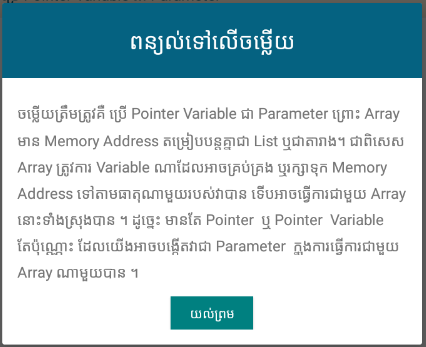 ពន្យល់ទៅលើចម្លើយ
ចម្លើយត្រឹមត្រូវគឺ ប្រើ Pointer Variable ជា Parameter ព្រោះ Array
មាន Memory Address តម្រៀបបន្តគ្នាជា List ឬជាតារាង។ ជាពិសេស
Array ត្រូវការ Variable ណាដែលអាចគ្រប់គ្រង ឬរក្សាទុក Memory
Address ទៅតាមធាតុណាមួយរបស់វាបាន ទើបអាចធ្វើការជាមួយ Array
នោះទាំងស្រុងបាន ។ ដូច្នេះ មានតែ Pointer ឬ Pointer Variable
តែប៉ុណ្ណោះ ដែលយើងអាចបង្កើតវាជា Parameter ក្នុងការធ្វើការជាមួយ
Array ណាមួយបាន ។
យល់ព្រម